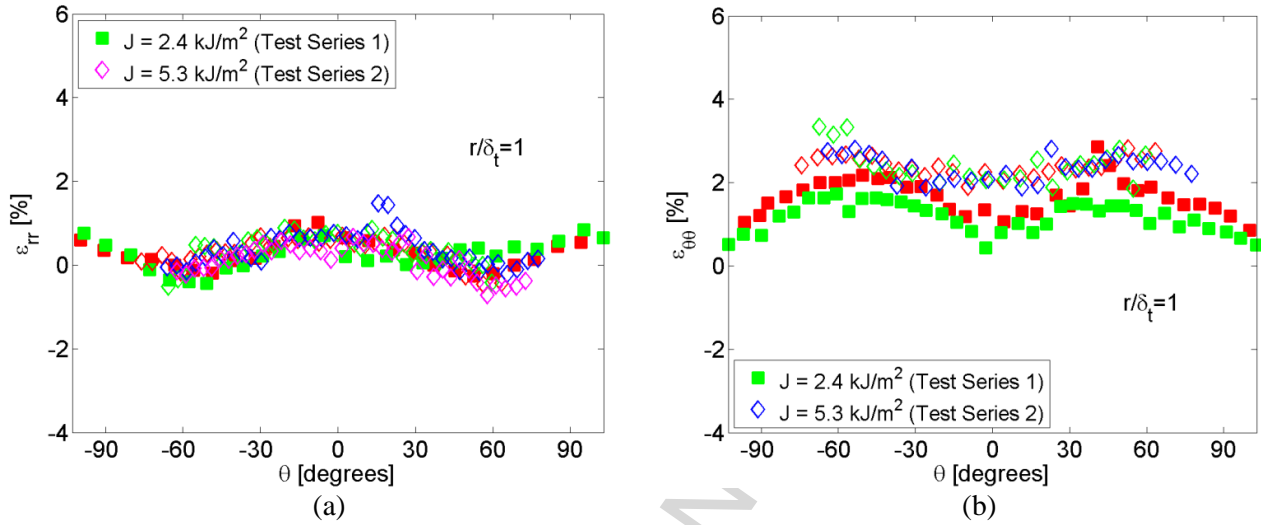 6
4
2
0
-2
-4
ε_rr [%]
J = 2.4 kJ/m² (Test Series 1)
J = 5.3 kJ/m² (Test Series 2)
r/δ_t=1
-90 -60 -30 0 30 60 90
θ [degrees]
(a)
6
4
2
0
-2
-4
ε_θθ [%]
r/δ_t=1
J = 2.4 kJ/m² (Test Series 1)
J = 5.3 kJ/m² (Test Series 2)
-90 -60 -30 0 30 60 90
θ [degrees]
(b)